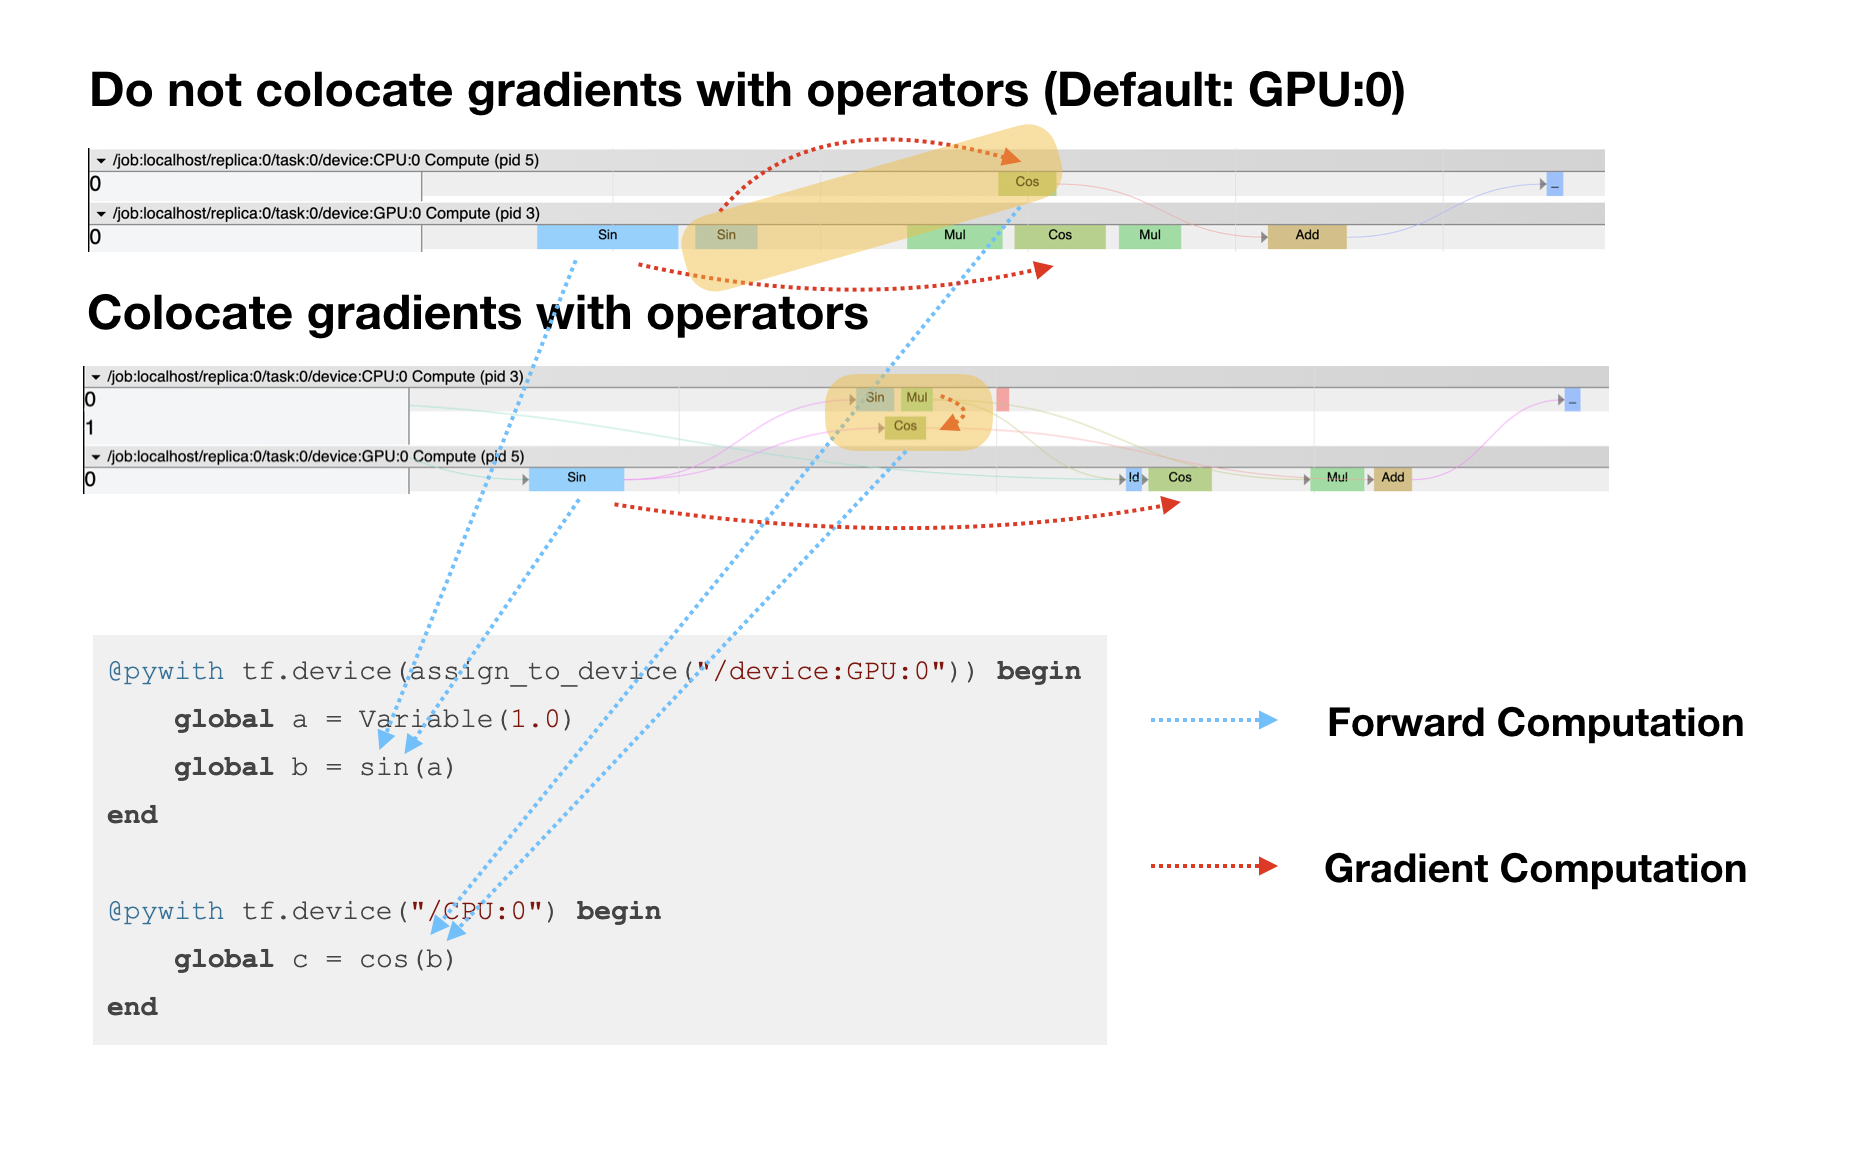 Do not colocate gradients with operators (Default: GPU:0)
/job:localhost/replica:0/task:0/device:CPU:0 Compute (pid 5)
0 Cos _
/job:localhost/replica:0/task:0/device:GPU:0 Compute (pid 3)
0 Sin Sin Mul Cos Mul Add
Colocate gradients with operators
/job:localhost/replica:0/task:0/device:CPU:0 Compute (pid 3)
0 Sin Mul _
1 Cos
/job:localhost/replica:0/task:0/device:GPU:0 Compute (pid 5)
0 Sin Id Cos Mul Add
@pywith tf.device(assign_to_device("/device:GPU:0")) begin
global a = Variable(1.0)
global b = sin(a)
end
@pywith tf.device("/CPU:0") begin
global c = cos(b)
end
Forward Computation
Gradient Computation